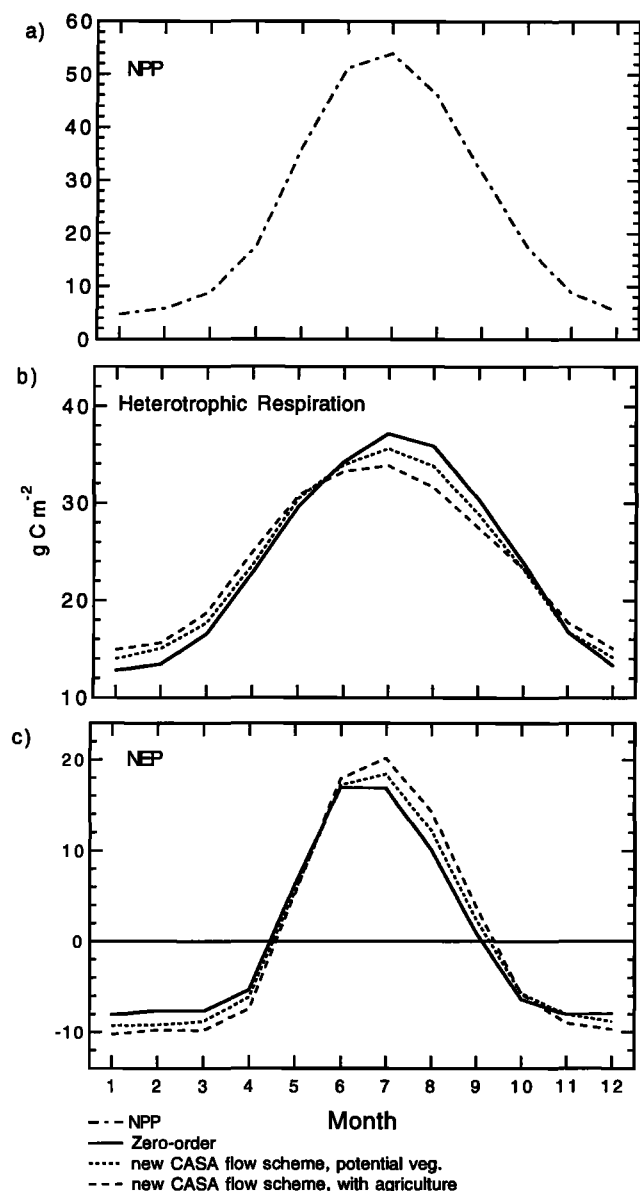 a)
NPP
60
50
40
30
20
10
0
b)
Heterotrophic Respiration
40
30
20
10
g C m⁻²
c)
NEP
20
10
0
-10
1 2 3 4 5 6 7 8 9 10 11 12
Month
NPP
Zero-order
new CASA flow scheme, potential veg.
new CASA flow scheme, with agriculture